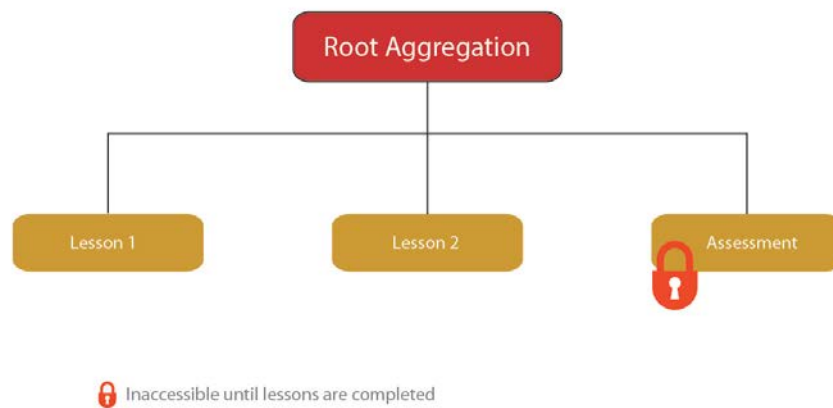 Root Aggregation
Lesson 1
Lesson 2
Assessment
Inaccessible until lessons are completed